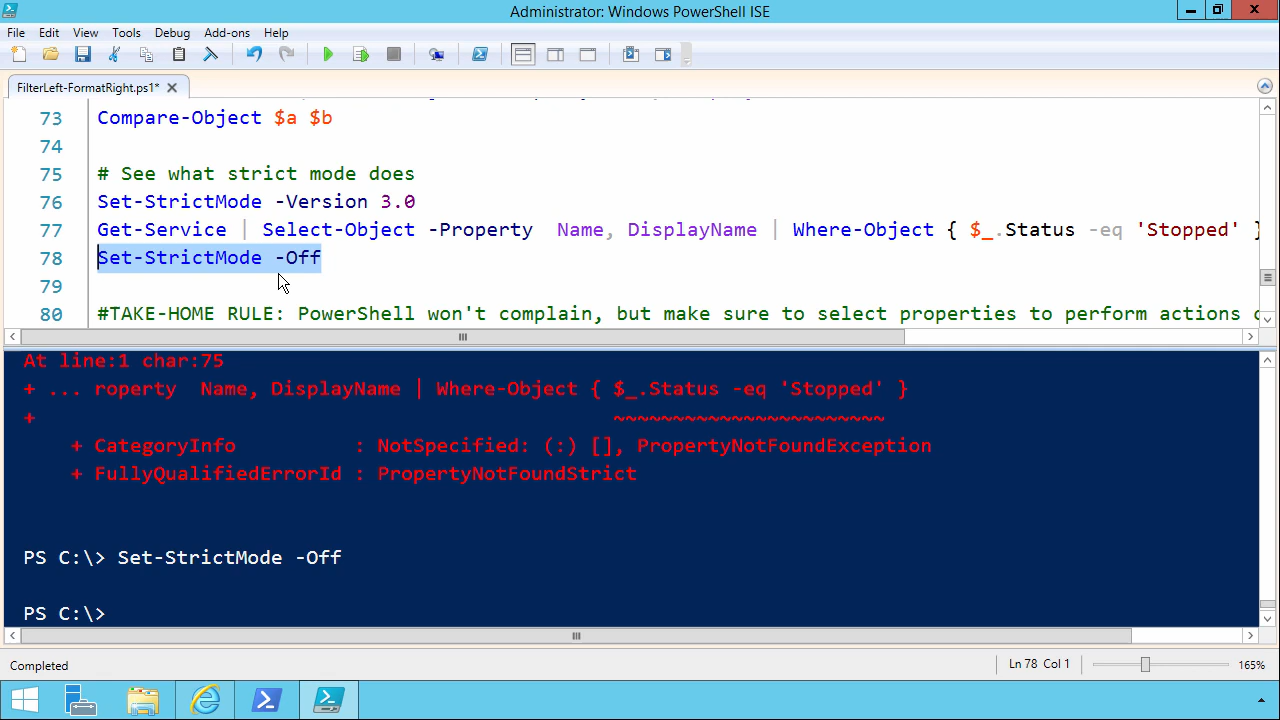 Administrator: Windows PowerShell ISE
File Edit View Tools Debug Add-ons Help
FilterLeft-FormatRight.ps1*
73 Compare-Object $a $b
74
75 # See what strict mode does
76 Set-StrictMode -Version 3.0
77 Get-Service | Select-Object -Property  Name, DisplayName | Where-Object { $_.Status -eq 'Stopped' }
78 Set-StrictMode -Off
79
80 #TAKE-HOME RULE: PowerShell won't complain, but make sure to select properties to perform actions
At line:1 char:75
+ ... roperty  Name, DisplayName | Where-Object { $_.Status -eq 'Stopped' }
+                                                 ~~~~~~~~~~~~~~~~~~~~~~~
    + CategoryInfo          : NotSpecified: (:) [], PropertyNotFoundException
    + FullyQualifiedErrorId : PropertyNotFoundStrict
PS C:\> Set-StrictMode -Off
PS C:\>
Completed
Ln 78 Col 1
165%